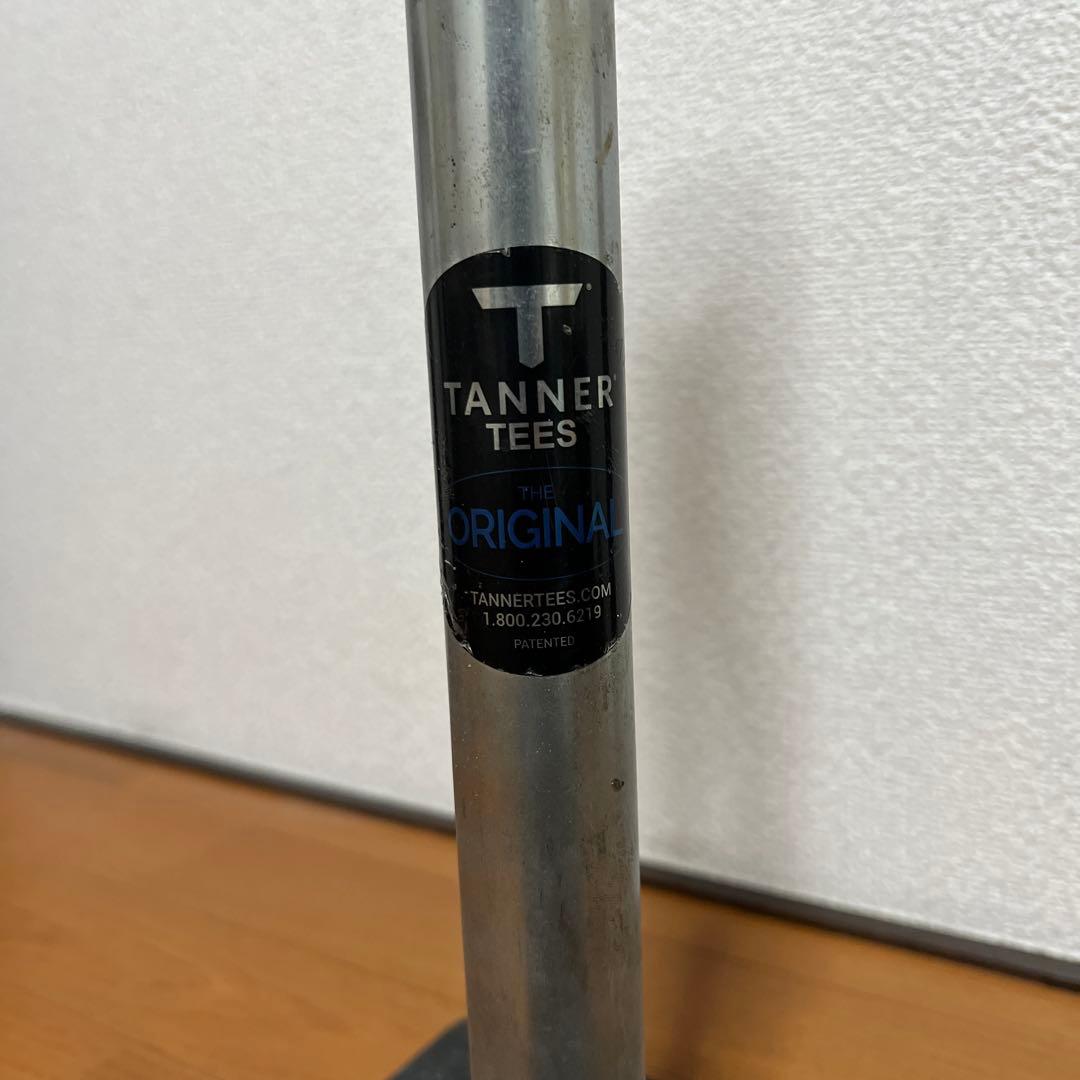 T®
TANNER®
TEES
THE
ORIGINAL
TANNERTEES.COM
1.800.230.6219
PATENTED